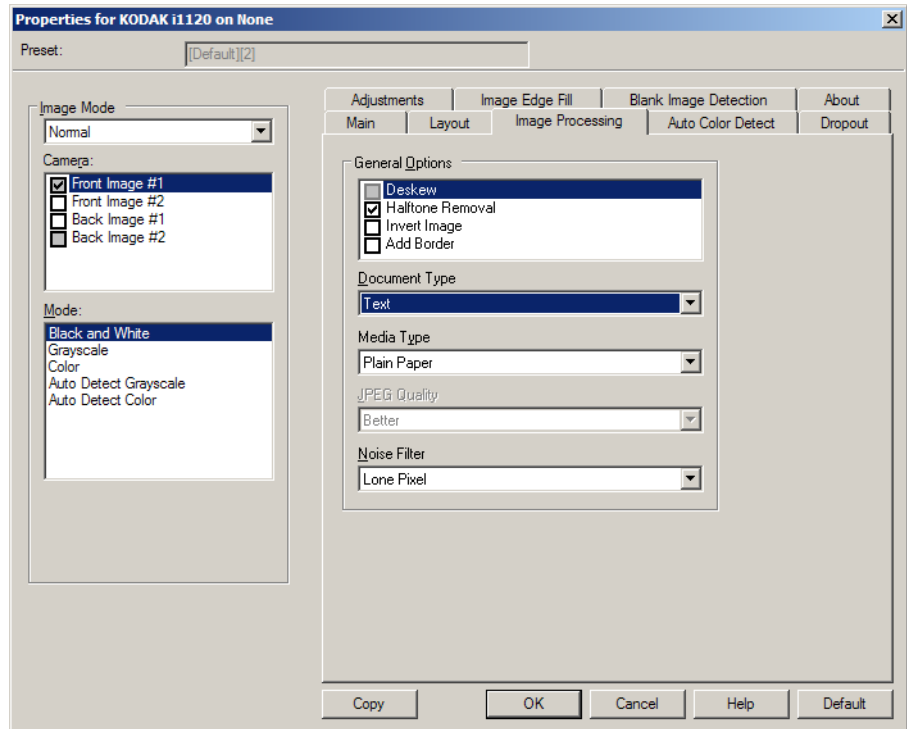 Properties for KODAK i1120 on None
Preset:
[Default][2]
Image Mode
Normal
Camera:
Front Image #1
Front Image #2
Back Image #1
Back Image #2
Mode:
Black and White
Grayscale
Color
Auto Detect Grayscale
Auto Detect Color
Adjustments
Image Edge Fill
Blank Image Detection
About
Main
Layout
Image Processing
Auto Color Detect
Dropout
General Options
Deskew
Halftone Removal
Invert Image
Add Border
Document Type
Text
Media Type
Plain Paper
JPEG Quality
Better
Noise Filter
Lone Pixel
Copy
OK
Cancel
Help
Default